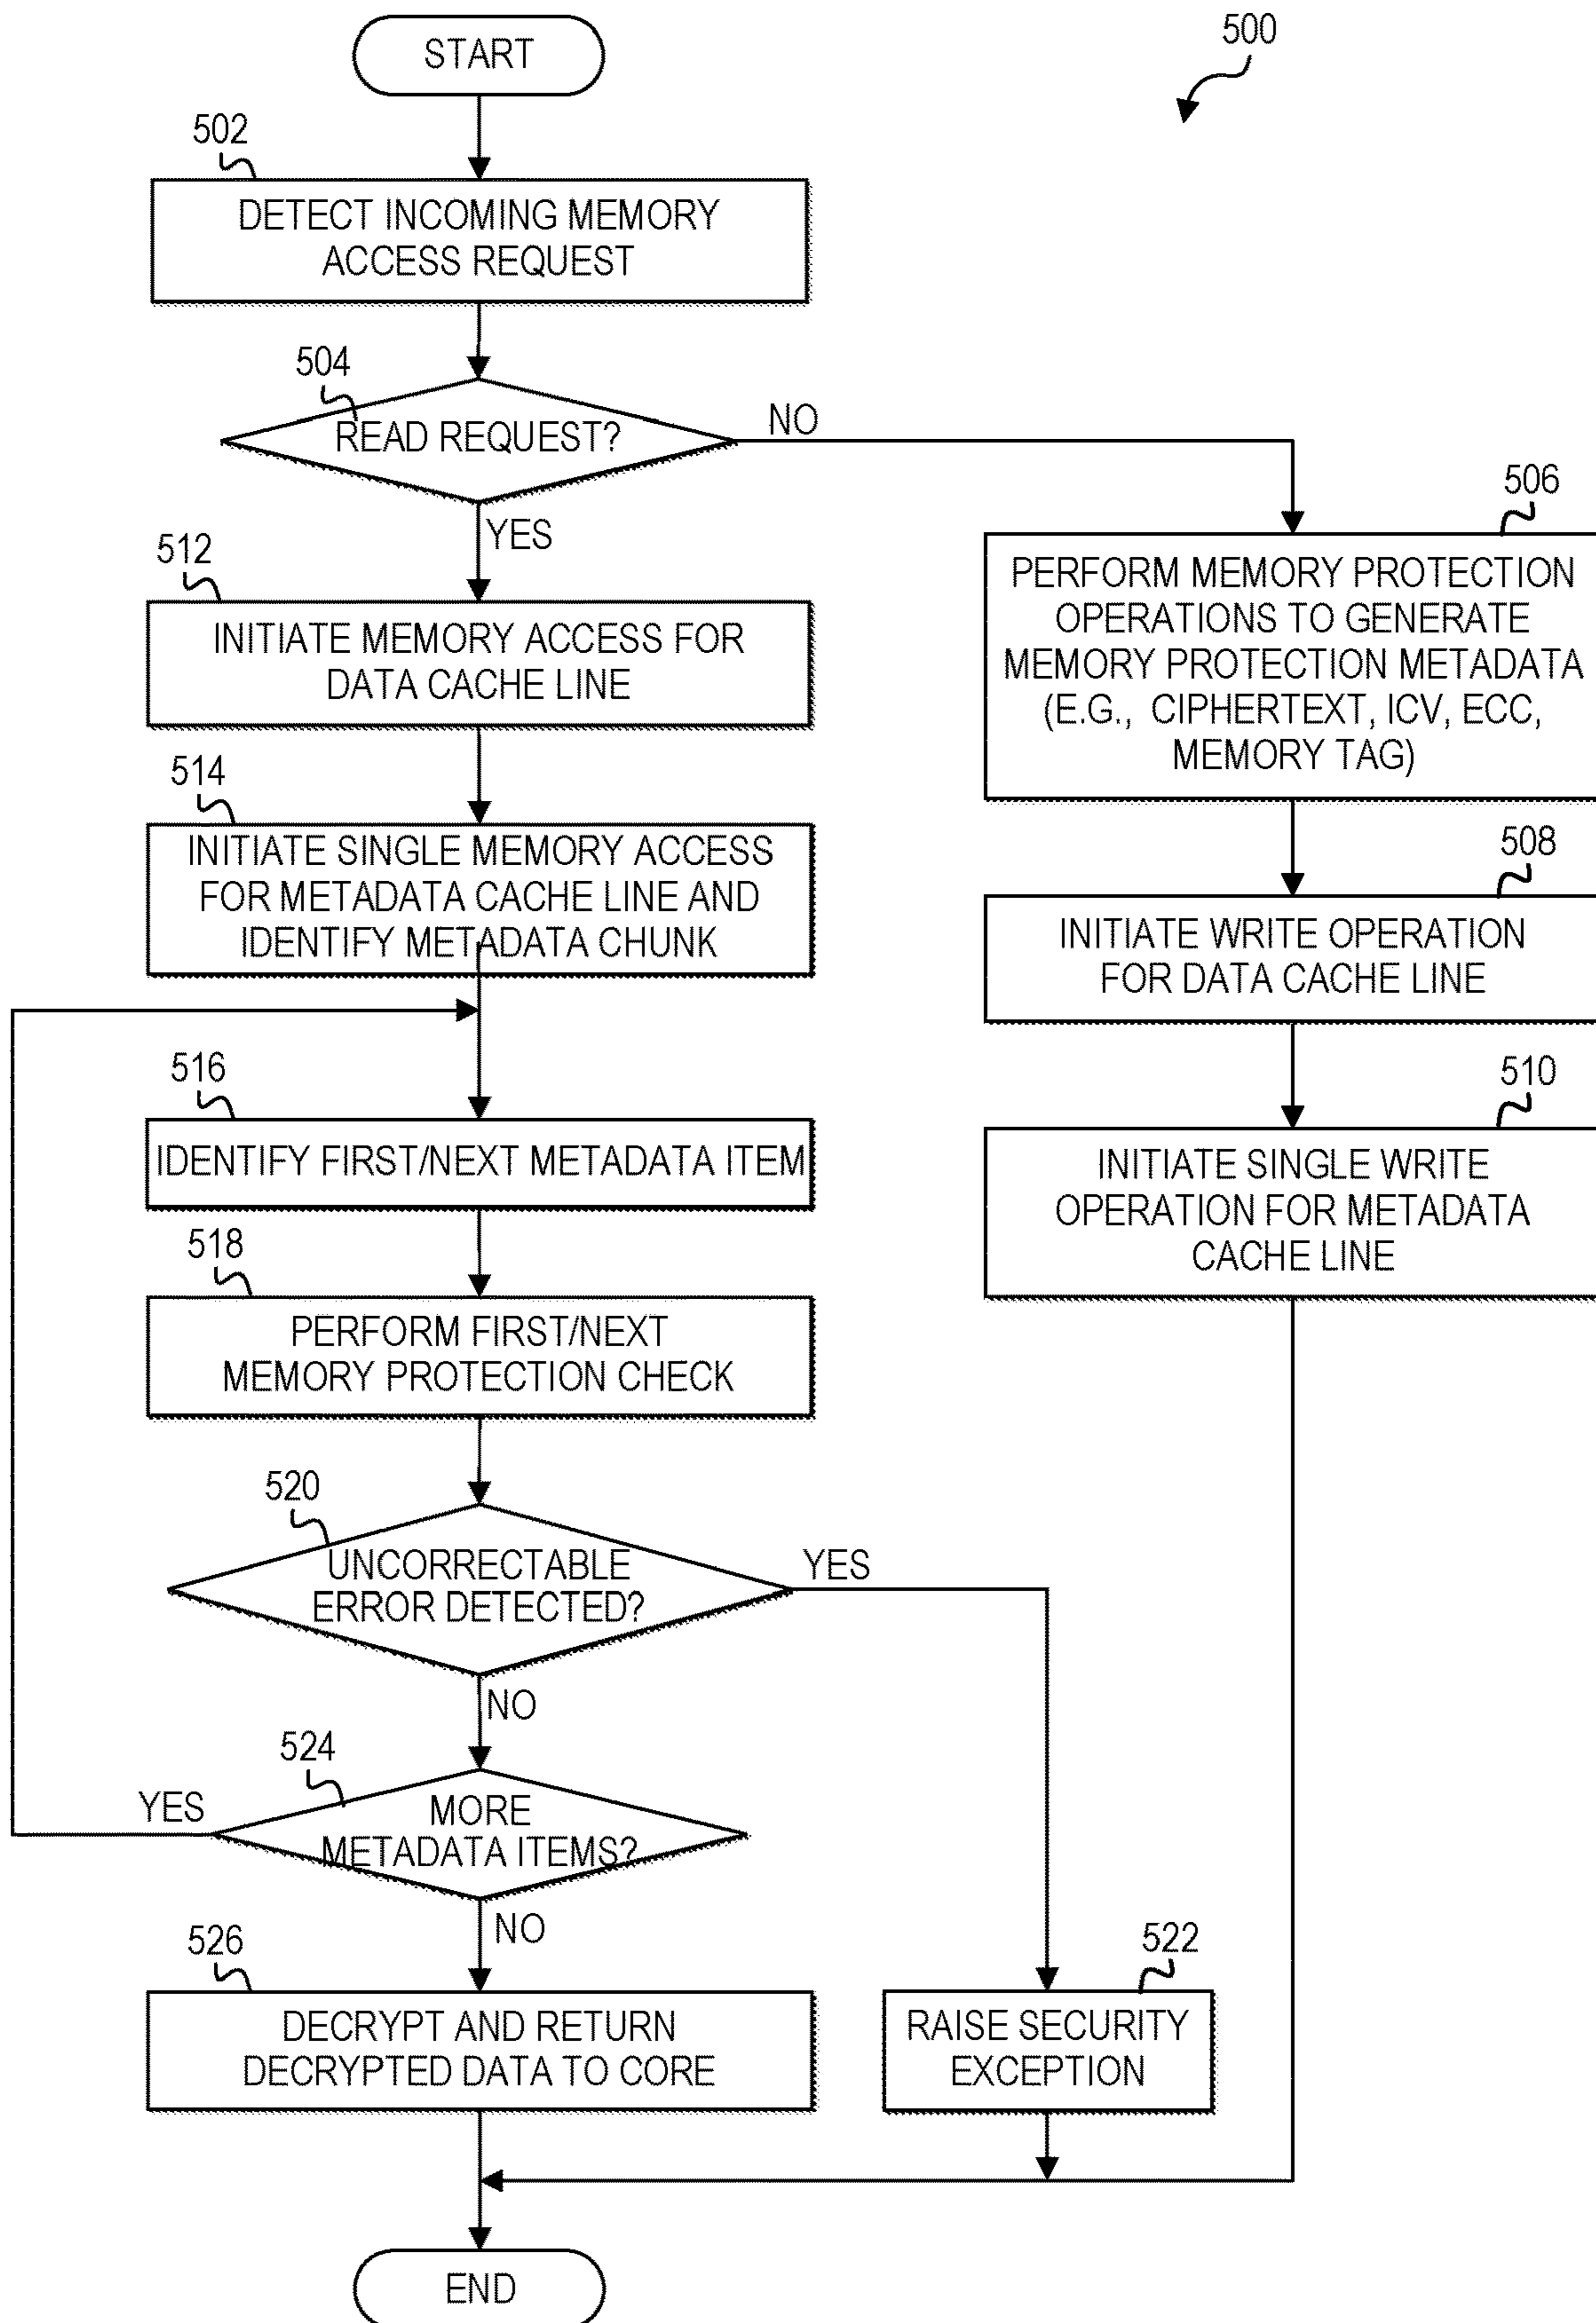 START
500
502
DETECT INCOMING MEMORY
ACCESS REQUEST
504
READ REQUEST?
NO
YES
506
PERFORM MEMORY PROTECTION
OPERATIONS TO GENERATE
MEMORY PROTECTION METADATA
(E.G., CIPHERTEXT, ICV, ECC,
MEMORY TAG)
508
INITIATE WRITE OPERATION
FOR DATA CACHE LINE
510
INITIATE SINGLE WRITE
OPERATION FOR METADATA
CACHE LINE
512
INITIATE MEMORY ACCESS FOR
DATA CACHE LINE
514
INITIATE SINGLE MEMORY ACCESS
FOR METADATA CACHE LINE AND
IDENTIFY METADATA CHUNK
516
IDENTIFY FIRST/NEXT METADATA ITEM
518
PERFORM FIRST/NEXT
MEMORY PROTECTION CHECK
520
UNCORRECTABLE
ERROR DETECTED?
YES
NO
524
MORE
METADATA ITEMS?
YES
NO
526
DECRYPT AND RETURN
DECRYPTED DATA TO CORE
522
RAISE SECURITY
EXCEPTION
END